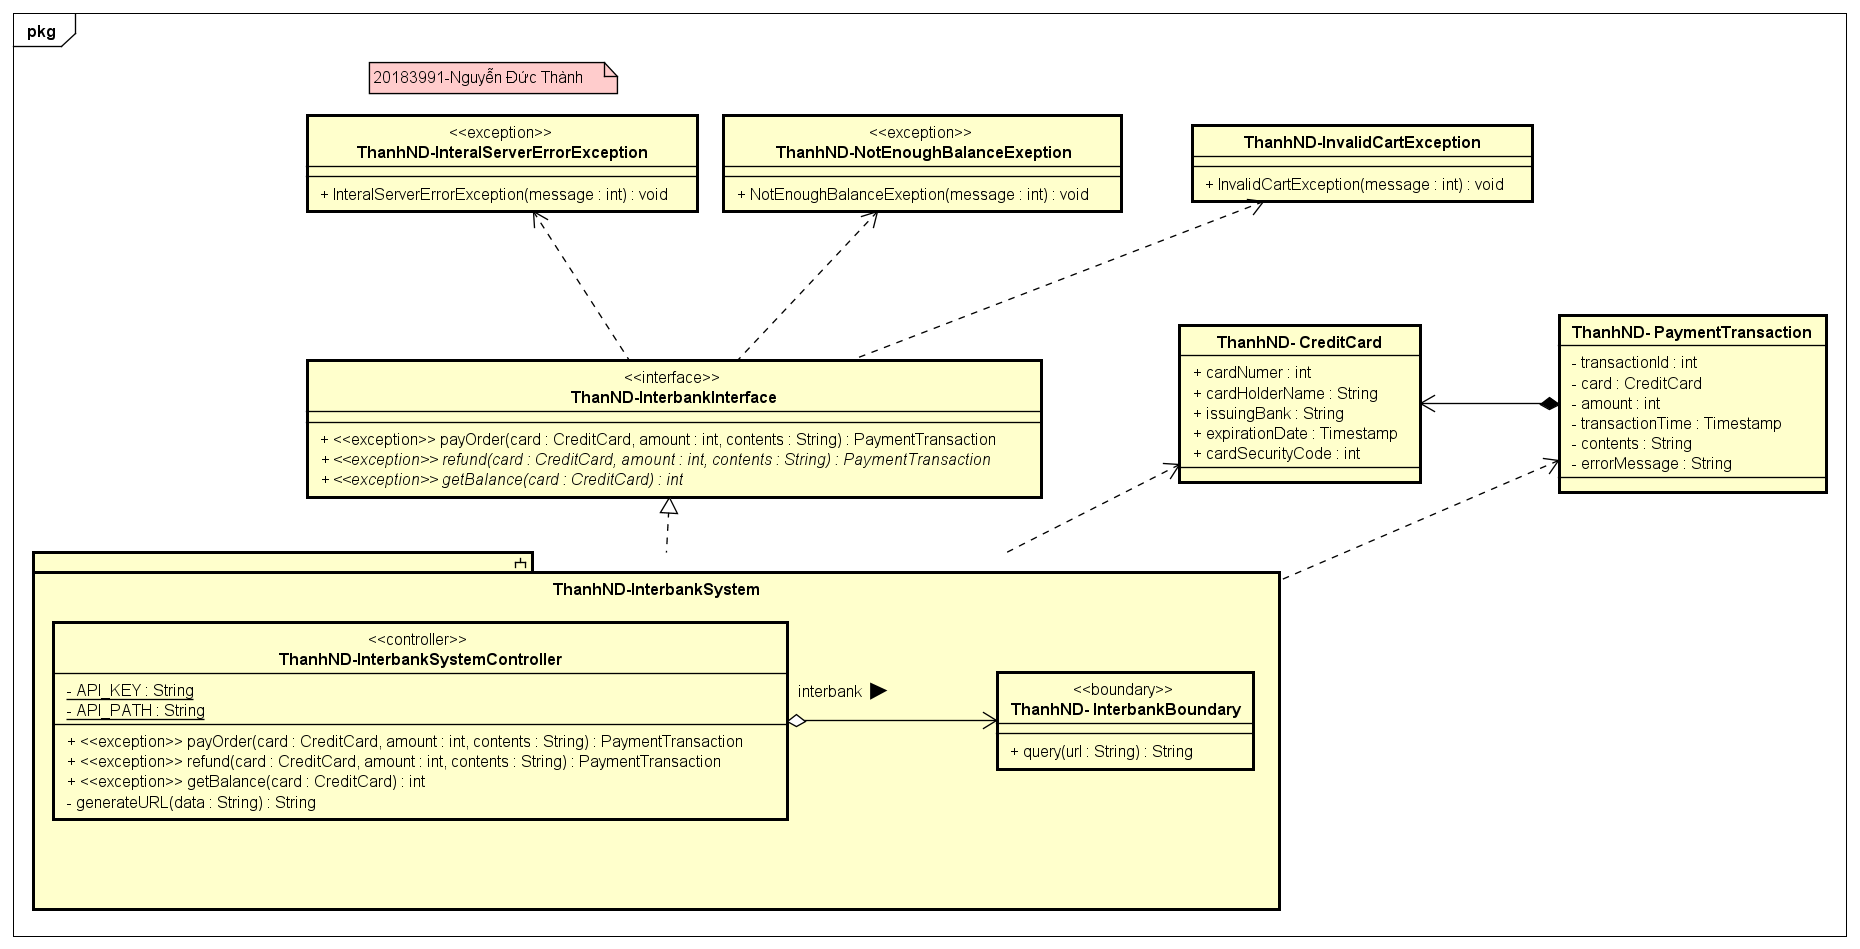 pkg
20183991-Nguyễn Đức Thành
<<exception>>
ThanhND-InteralServerErrorException
+ InteralServerErrorException(message : int) : void
<<exception>>
ThanhND-NotEnoughBalanceExeption
+ NotEnoughBalanceExeption(message : int) : void
ThanhND-InvalidCartException
+ InvalidCartException(message : int) : void
<<interface>>
ThanND-InterbankInterface
+ <<exception>> payOrder(card : CreditCard, amount : int, contents : String) : PaymentTransaction
+ <<exception>> refund(card : CreditCard, amount : int, contents : String) : PaymentTransaction
+ <<exception>> getBalance(card : CreditCard) : int
ThanhND- CreditCard
+ cardNumer : int
+ cardHolderName : String
+ issuingBank : String
+ expirationDate : Timestamp
+ cardSecurityCode : int
ThanhND- PaymentTransaction
- transactionId : int
- card : CreditCard
- amount : int
- transactionTime : Timestamp
- contents : String
- errorMessage : String
ThanhND-InterbankSystem
<<controller>>
ThanhND-InterbankSystemController
- API_KEY : String
- API_PATH : String
+ <<exception>> payOrder(card : CreditCard, amount : int, contents : String) : PaymentTransaction
+ <<exception>> refund(card : CreditCard, amount : int, contents : String) : PaymentTransaction
+ <<exception>> getBalance(card : CreditCard) : int
- generateURL(data : String) : String
interbank
<<boundary>>
ThanhND- InterbankBoundary
+ query(url : String) : String